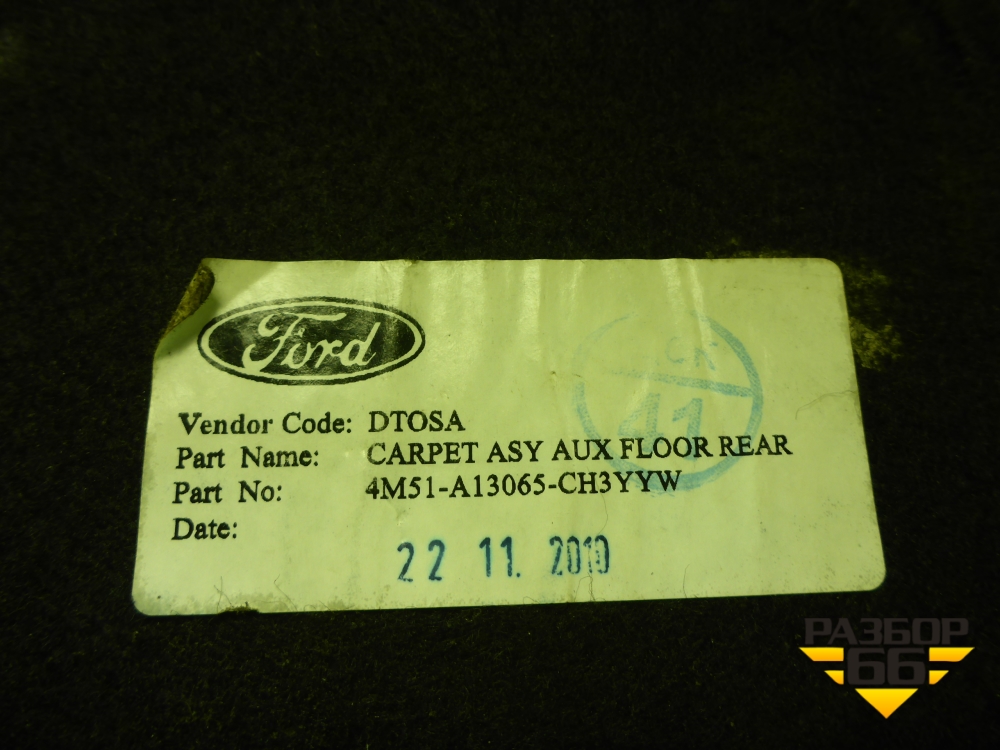 Ford
Vendor Code: DTOSA
Part Name: CARPET ASY AUX FLOOR REAR
Part No: 4M51-A13065-CH3YYW
Date:
22 11. 2010
41
РАЗБОР
66